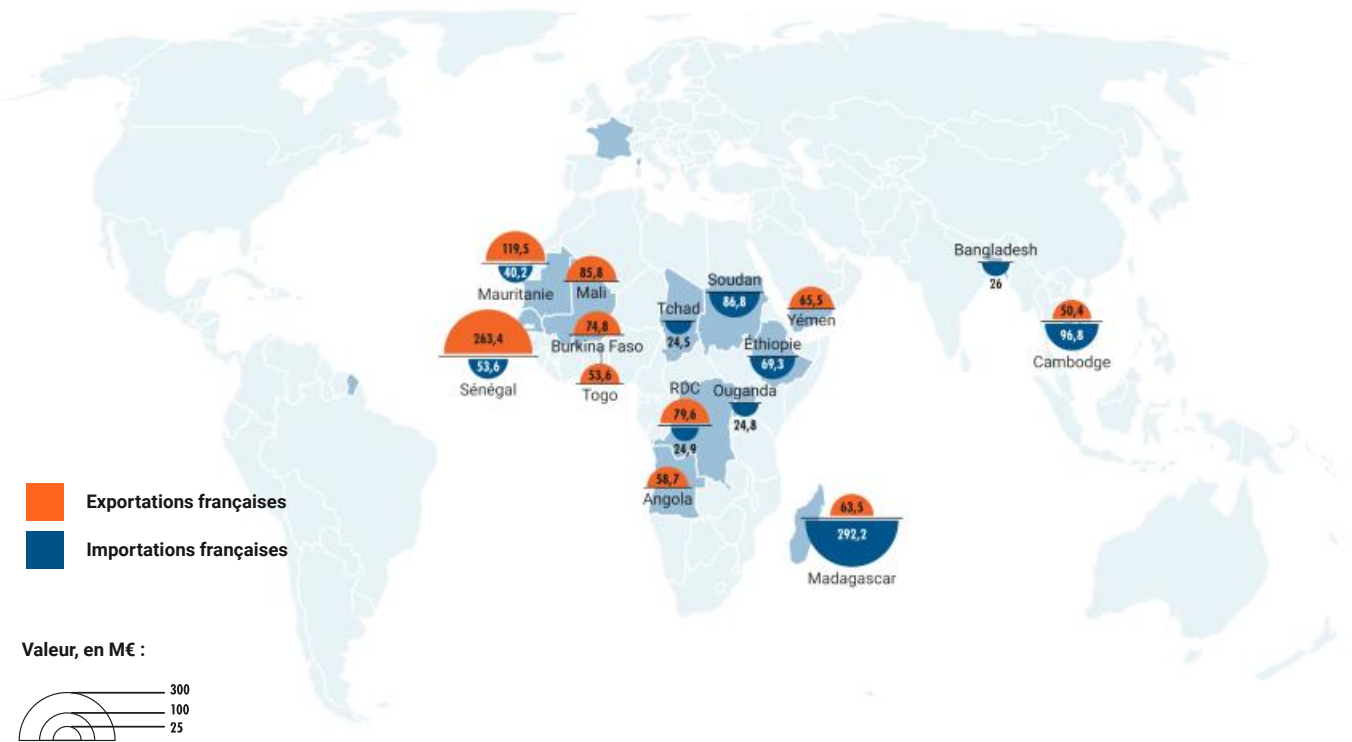 119,5
40,2
Mauritanie
85,8
Mali
263,4
53,6
Sénégal
74,8
Burkina Faso
53,6
Togo
Tchad
24,5
Soudan
86,8
65,5
Yémen
Éthiopie
69,3
RDC
79,6
24,9
Ouganda
24,8
58,7
Angola
63,5
292,2
Madagascar
Bangladesh
26
50,4
96,8
Cambodge
Exportations françaises
Importations françaises
Valeur, en M€ :
300
100
25